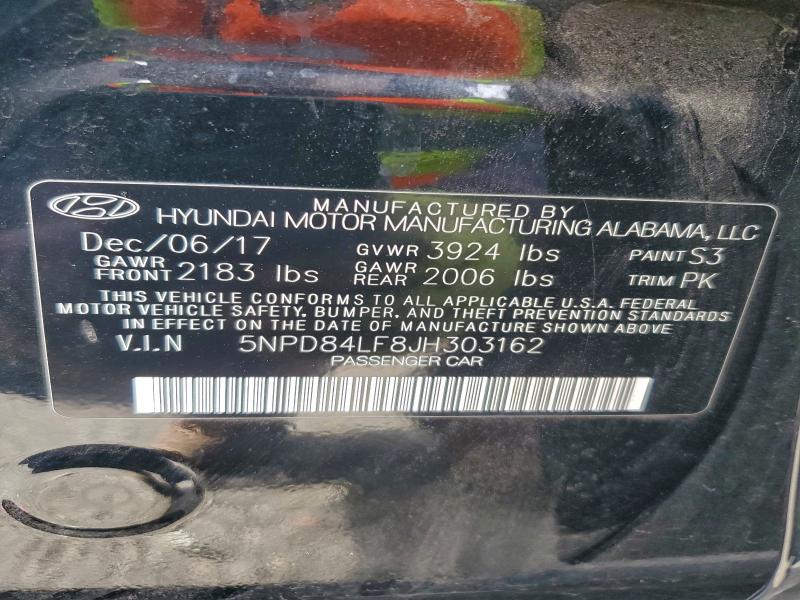 MANUFACTURED BY
HYUNDAI MOTOR MANUFACTURING ALABAMA, LLC
Dec/06/17 GVWR 3924 lbs PAINT S3
GAWR FRONT 2183 lbs GAWR REAR 2006 lbs TRIM PK
THIS VEHICLE CONFORMS TO ALL APPLICABLE U.S.A. FEDERAL
MOTOR VEHICLE SAFETY, BUMPER, AND THEFT PREVENTION STANDARDS
IN EFFECT ON THE DATE OF MANUFACTURE SHOWN ABOVE
V.I.N 5NPD84LF8JH303162
PASSENGER CAR